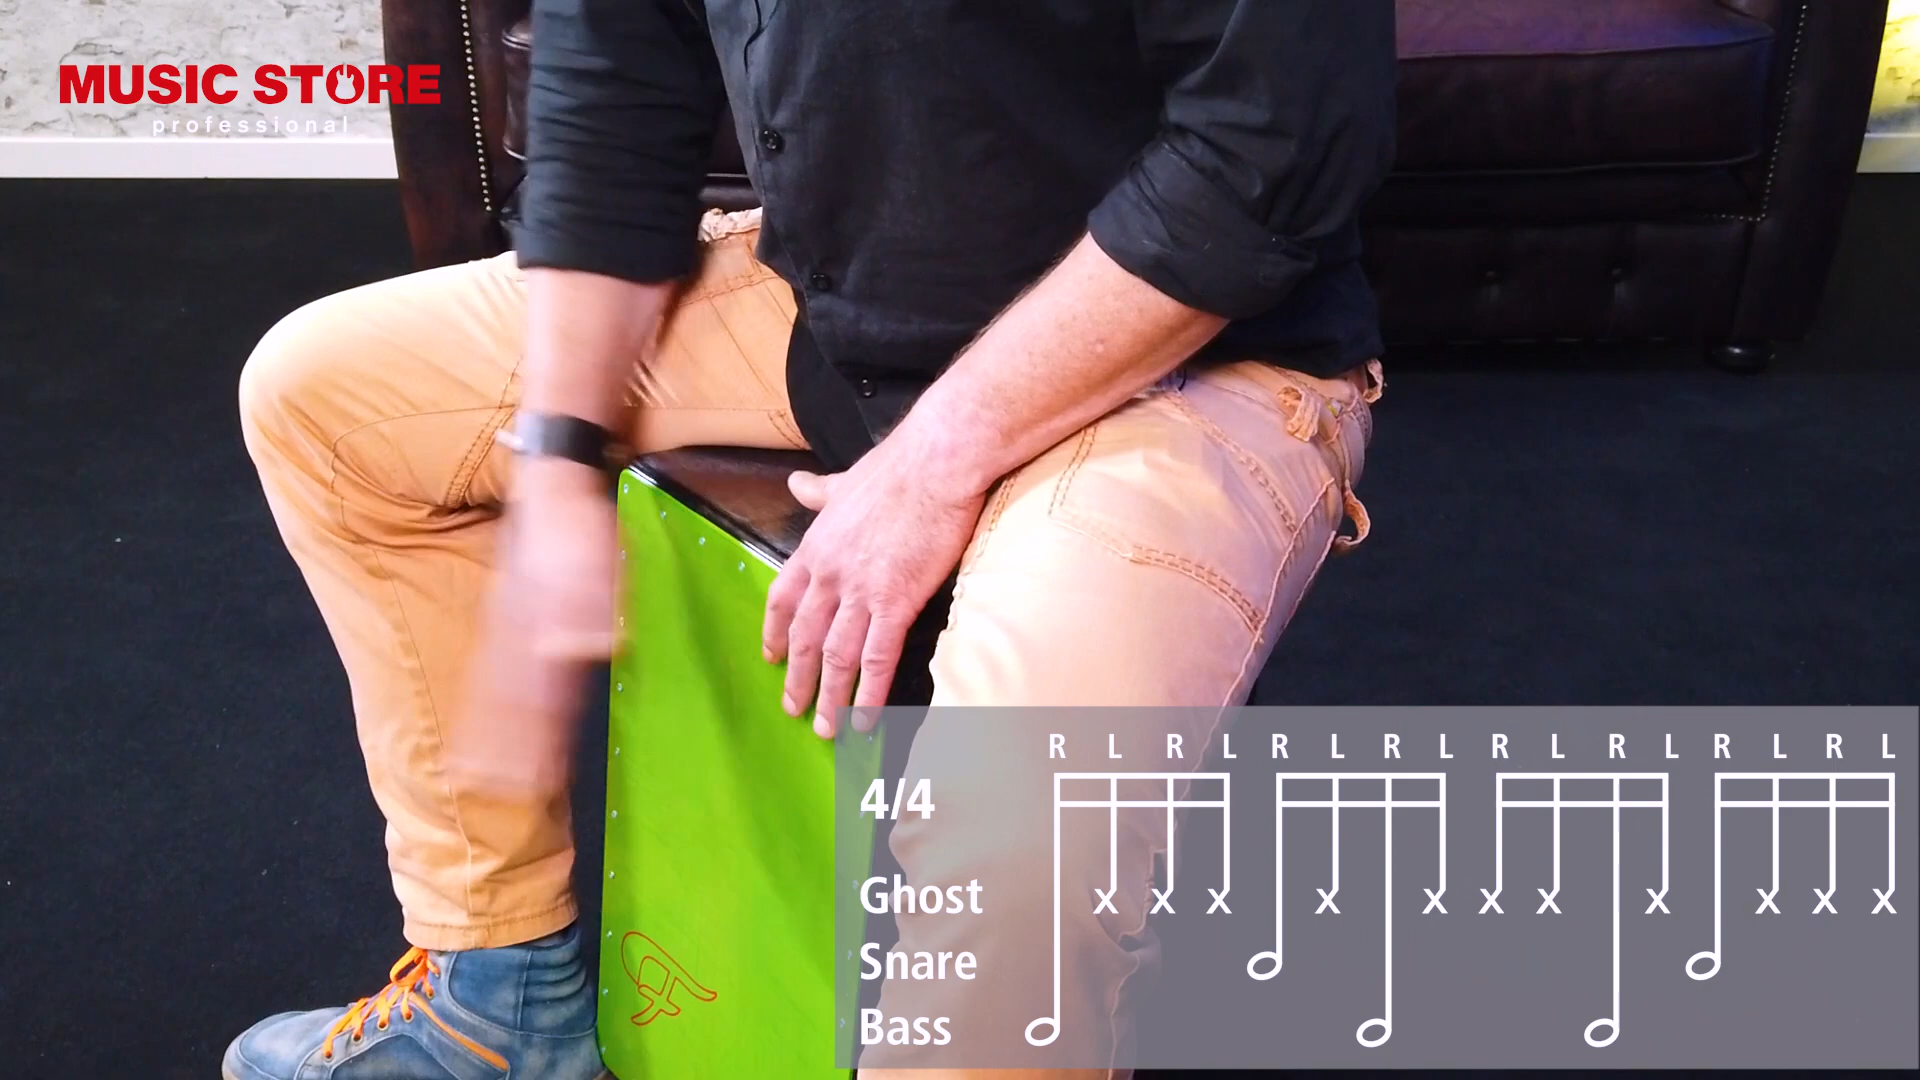 MUSIC STORE
professional
R L R L R L R L R L R L R L R L
4/4
Ghost x x x x x x x x x x x
Snare
Bass